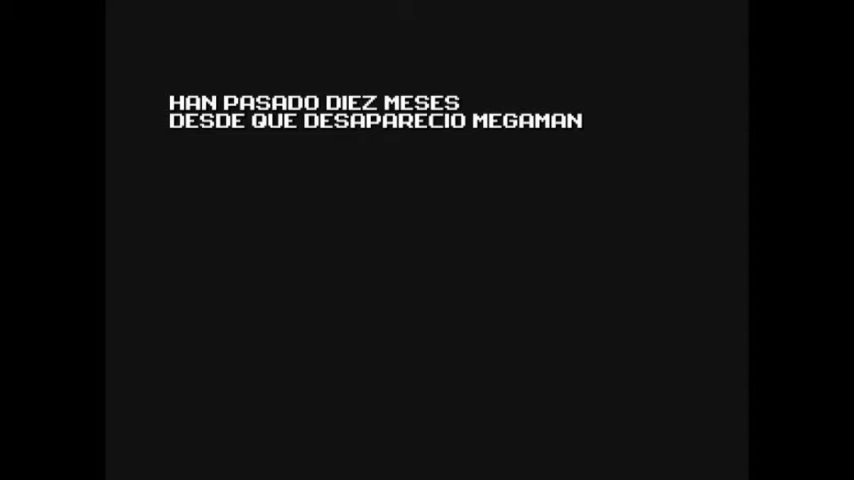 HAN PASADO DIEZ MESES
DESDE QUE DESAPARECIO MEGAMAN